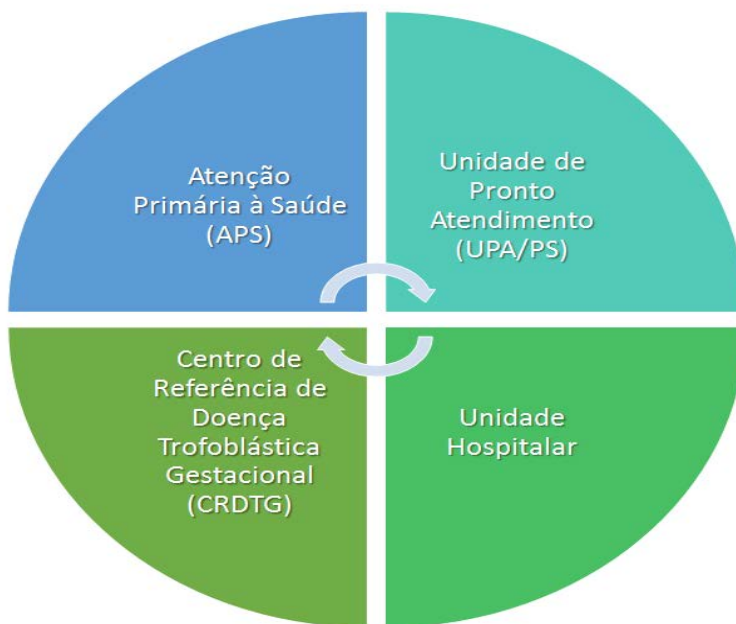 Atenção
Primária à Saúde
(APS)
Unidade de
Pronto
Atendimento
(UPA/PS)
Centro de
Referência de
Doença
Trofoblástica
Gestacional
(CRDTG)
Unidade
Hospitalar